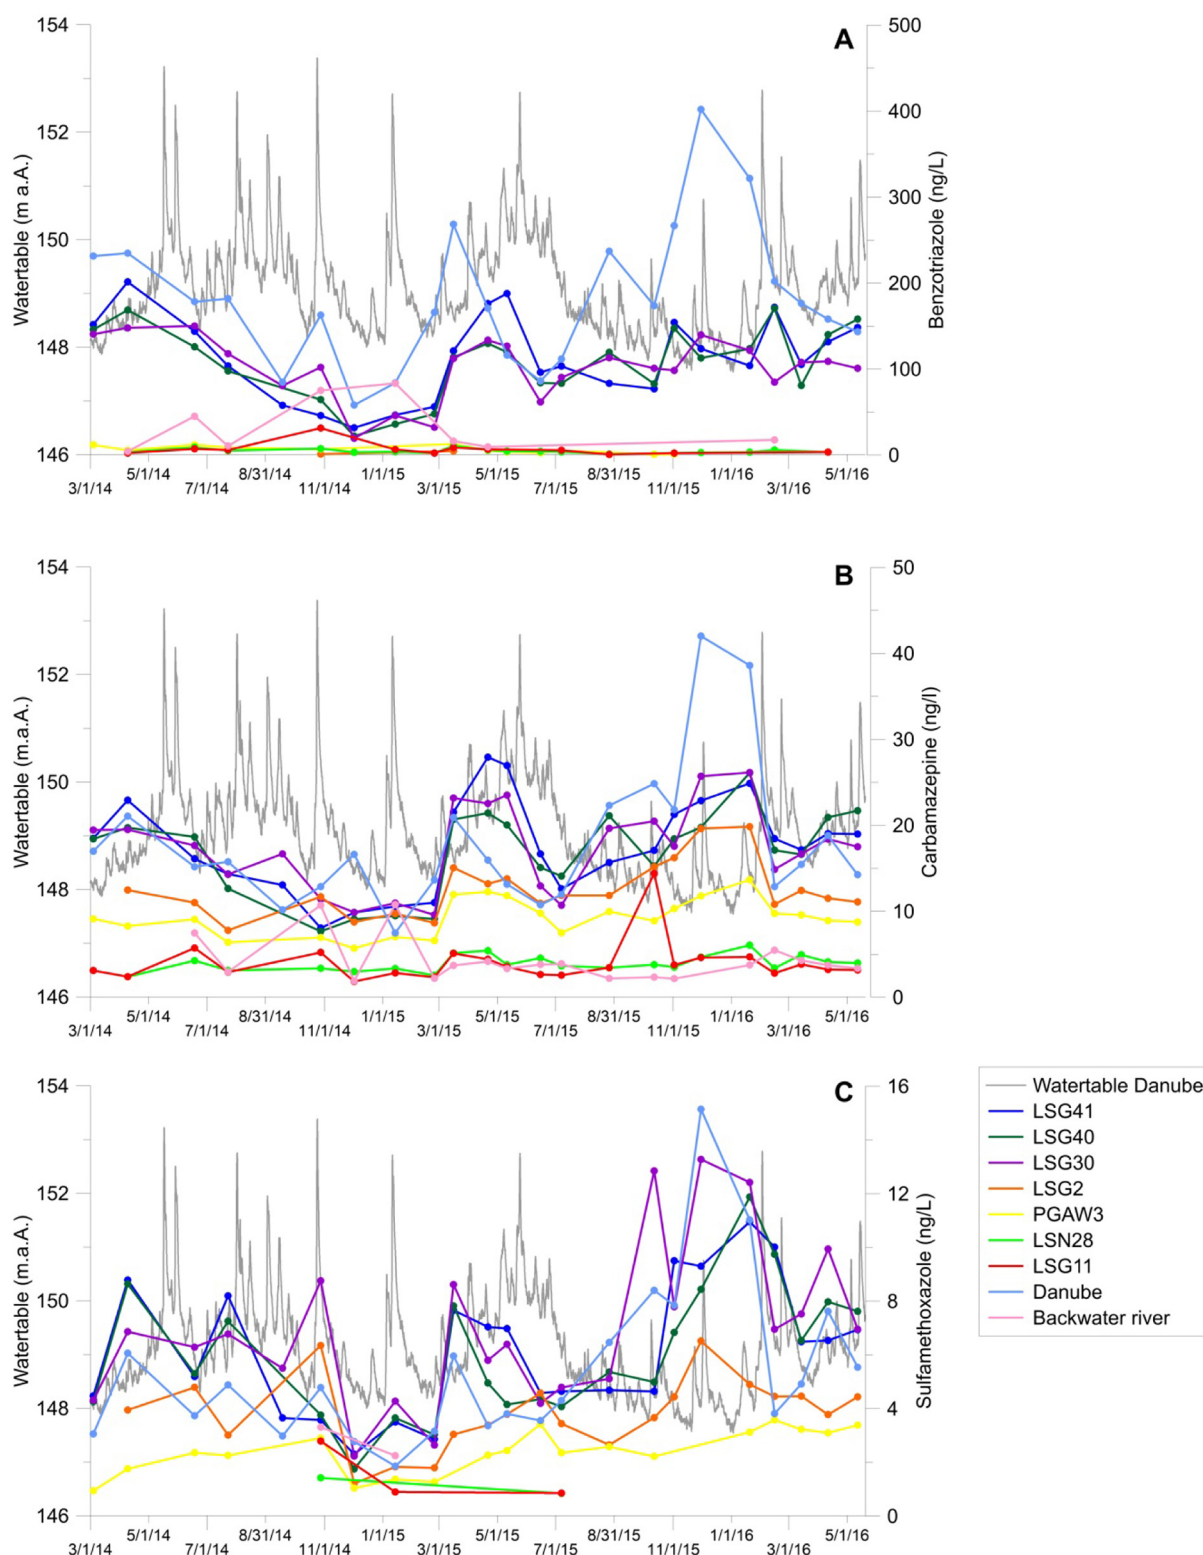 A
154
152
150
148
146
Watertable (m a.A.)
500
400
300
200
100
0
Benzotriazole (ng/L)
3/1/14 5/1/14 7/1/14 8/31/14 11/1/14 1/1/15 3/1/15 5/1/15 7/1/15 8/31/15 11/1/15 1/1/16 3/1/16 5/1/16
B
154
152
150
148
146
Watertable (m.a.A.)
50
40
30
20
10
0
Carbamazepine (ng/l)
3/1/14 5/1/14 7/1/14 8/31/14 11/1/14 1/1/15 3/1/15 5/1/15 7/1/15 8/31/15 11/1/15 1/1/16 3/1/16 5/1/16
C
154
152
150
148
146
Watertable (m.a.A.)
16
12
8
4
0
Sulfamethoxazole (ng/L)
3/1/14 5/1/14 7/1/14 8/31/14 11/1/14 1/1/15 3/1/15 5/1/15 7/1/15 8/31/15 11/1/15 1/1/16 3/1/16 5/1/16
Watertable Danube
LSG41
LSG40
LSG30
LSG2
PGAW3
LSN28
LSG11
Danube
Backwater river